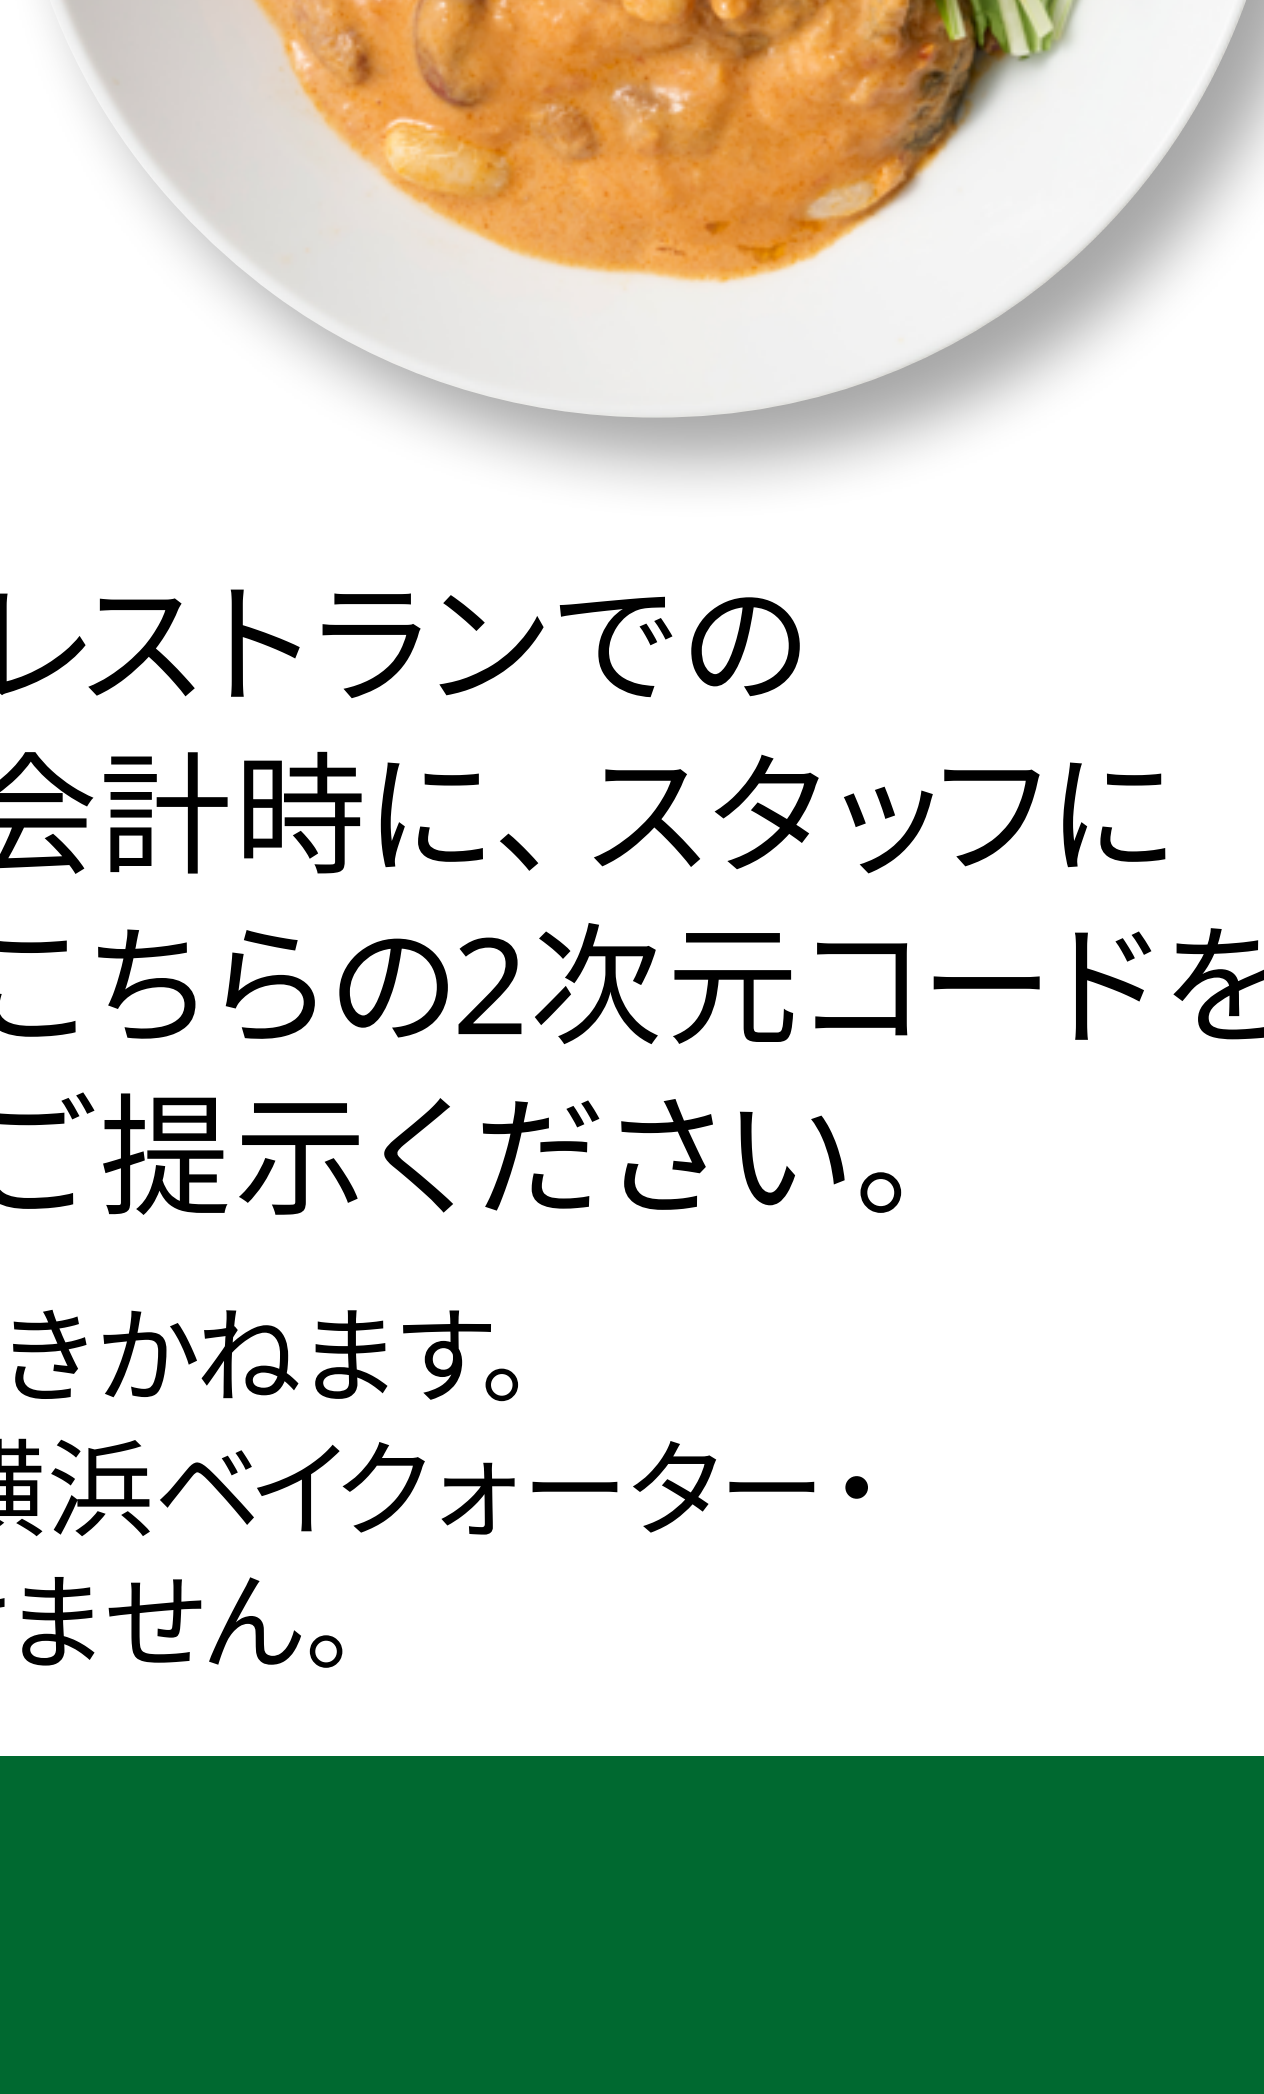 レストランでの
会計時に、スタッフに
こちらの2次元コードを
ご提示ください。
きかねます。
横浜ベイクォーター・
ません。